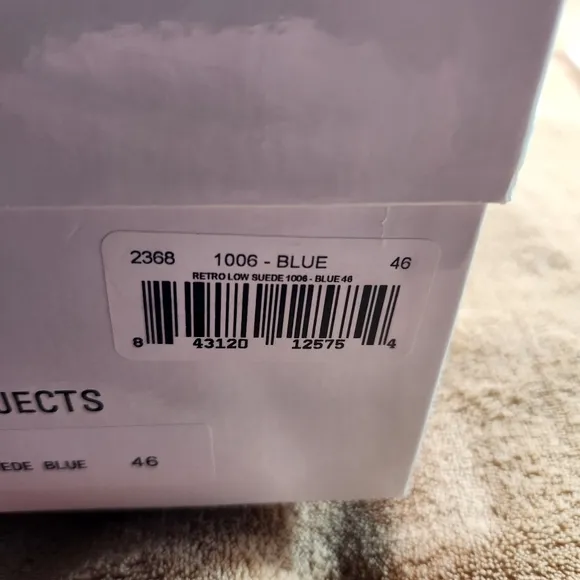 2368 1006 - BLUE 46
RETRO LOW SUEDE 1006 - BLUE 46
8 43120 12575 4
JECTS
EDE BLUE 46